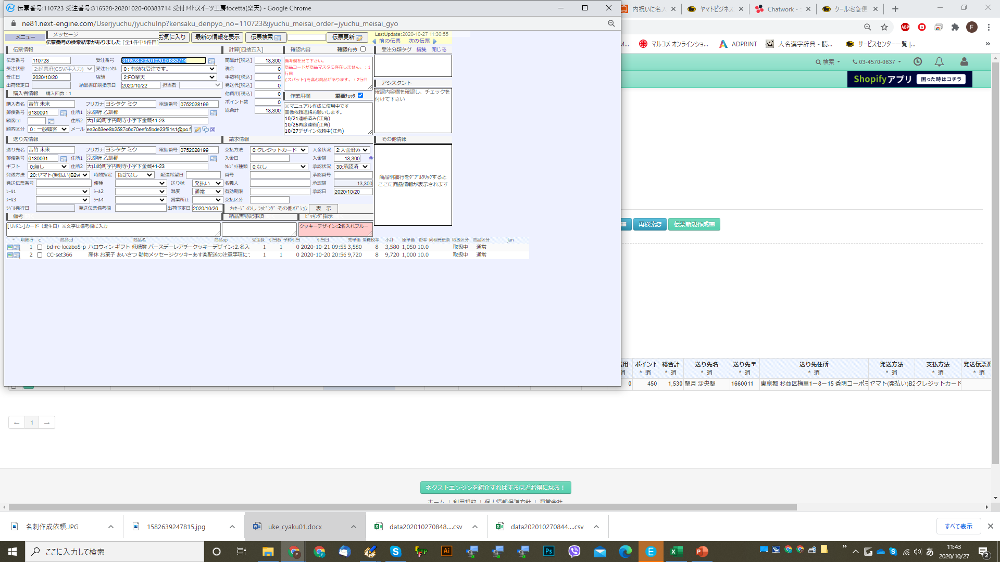 伝票番号:110723 受注番号:316528-20201020-00383714 受付サイト:スイーツ工房focetta(楽天) - Google Chrome
ne81.next-engine.com/Userjyuchu/jyuchuInp?kensaku_denpyo_no=110723&jyuchu_meisai_order=jyuchu_meisai_gyo
メニュー メッセージ お気に入り 最新の情報を表示 伝票検索 伝票更新 LastUpdate:2020-10-27 11:30:55
伝票番号の検索結果がありました [全1件中1件目] 前の伝票 次の伝票
伝票情報 計算[四捨五入] 確認内容 確認チェック 受注分類タグ 編集 閉じる
伝票番号 110723 受注番号 316528-20201020-00383714 商品計[税込] 13,300
受注状態 2:起票済(CSV/手入力) 受注キャンセル 0 : 有効な受注です。 税金 0
受注日 2020/10/20 店舗 2:FO楽天 手数料[税込] 0
出荷確定日 納品書印刷指示日 2020/10/22 担当者 発送代[税込] 0
備考欄を見て下さい。
商品コードが商品マスタに存在しません。 : 1
行目
{スパット}を含む商品があります。 : 2行目
アシスタント
確認内容欄を確認し、チェックを
付けて下さい
購入者情報 購入回数 : 1 他費用[税込] 0 作業用欄 重要チェック
購入者名 吉竹 未来 フリガナ ヨシタケ ミク 電話番号 0752028199 ポイント数 0
郵便番号 6180091 住所1 京都府 乙訓郡 総合計 13,300
顧客cd 住所2 大山崎町字円明寺小字下金蔵41-23
顧客区分 0 : 一般顧客 メール ea2c63ee8b2587c6c70eefb5bde23f81s1@pc.f
※マニュアル作成に使用中です
画像依頼連絡お願いします。
10/21連絡済み(江角)
10/26再度連絡(江角)
10/27デザイン依頼中(江角)
送り先情報 請求情報 その他情報
送り先名 吉竹 未来 フリガナ ヨシタケ ミク 電話番号 0752028199 支払方法 0:クレジットカード 入金状況 2:入金済み
郵便番号 6180091 住所1 京都府 乙訓郡 入金日 入金額 13,300 全
ギフト 0:無し 住所2 大山崎町字円明寺小字下金蔵41-23 クレジット種類 0:なし 承認状況 30:承認済
発送方法 20:ヤマト(発払い)B2v6 時間指定 指定なし 配達希望日 番号 承認番号
発送伝票番号 便種 送り状 発払い 名義人 承認額 13,300
シール1 シール2 温度 通常 有効期限 承認日 2020/10/20
シール3 シール4 営業所止 支払区分
ラベル発行日 発送伝票備考欄 出荷予定日 2020/10/26 メッセージ のし ラッピング その他オプション 表 示
商品明細行をダブルクリックすると
ここに商品情報が表示されます
備考 納品書特記事項 ピッキング指示
[リボン]カード（誕生日）※文字は備考欄に入力 クッキーデザイン:2名入れブルー
明細行 c 商品cd 商品名 商品op 受注数 引当数 予約引当 引当日 売単価 消費税率 小計 原単価 掛率 同梱元伝票 取扱区分 商品区分 jan
1 bd-rc-locabo5-p ハロウィン ギフト 低糖質 バースデーレアチークッキーデザイン:2.名入 1 1 0 2020-10-21 09:55 3,580 8 3,580 1,050 10.0 取扱中 通常
2 CC-set366 産休 お菓子 あいさつ 動物メッセージクッキーあす楽配送の注意事項につ 1 1 0 2020-10-20 20:56 9,720 8 9,720 1,000 10.0 取扱中 通常
内祝いに名入 ヤマトビジネス Chatwork - クール宅急便
マルコメ オンラインショ... ADPRINT 人名漢字辞典 - 読... サービスセンター一覧 |...
検索 03-4570-0637
Shopifyアプリ 困った時はコチラ
再検索 伝票新規作成
用 ポイント 総合計 送り先名 送り先〒 送り先住所 発送方法 支払方法 発送伝票番
消 * 消 * 消 * 消 * 消 * 消 * 消 * 消 * 消
0 450 1,530 望月 沙央梨 1660011 東京都 杉並区梅里1ー8ー15 秀明コーポラ ヤマト(発払い)B2 クレジットカード
← 1 →
ネクストエンジンを紹介すればするほどお得になる！
ホーム | 利用規約 | 個人情報保護方針 | 運営会社
名刺作成依頼.JPG 1582639247815.jpg uke_cyaku01.docx data202010270848....csv data202010270844....csv すべて表示
ここに入力して検索 あ 11:43
2020/10/27 2